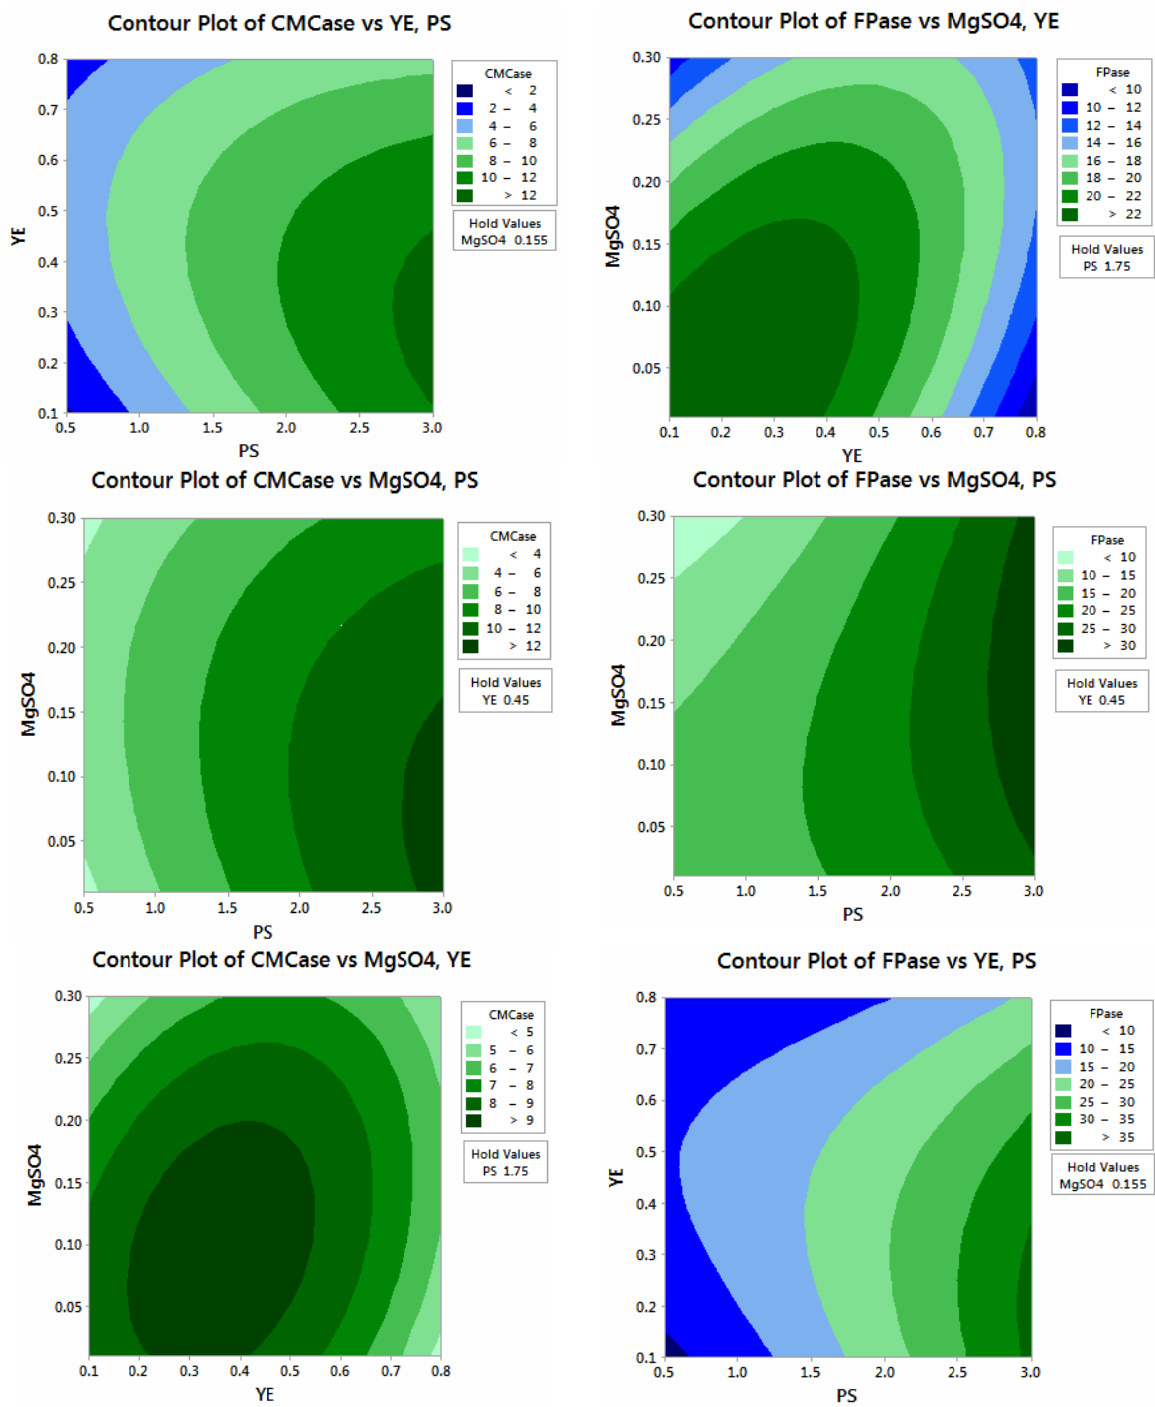 Contour Plot of CMCase vs YE, PS
0.8
0.7
0.6
0.5
0.4
0.3
0.2
0.1
YE
0.5 1.0 1.5 2.0 2.5 3.0
PS
CMCase
< 2
2 – 4
4 – 6
6 – 8
8 – 10
10 – 12
> 12
Hold Values
MgSO4 0.155
Contour Plot of FPase vs MgSO4, YE
0.30
0.25
0.20
0.15
0.10
0.05
MgSO4
0.1 0.2 0.3 0.4 0.5 0.6 0.7 0.8
YE
FPase
< 10
10 – 12
12 – 14
14 – 16
16 – 18
18 – 20
20 – 22
> 22
Hold Values
PS 1.75
Contour Plot of CMCase vs MgSO4, PS
0.30
0.25
0.20
0.15
0.10
0.05
MgSO4
0.5 1.0 1.5 2.0 2.5 3.0
PS
CMCase
< 4
4 – 6
6 – 8
8 – 10
10 – 12
> 12
Hold Values
YE 0.45
Contour Plot of FPase vs MgSO4, PS
0.30
0.25
0.20
0.15
0.10
0.05
MgSO4
0.5 1.0 1.5 2.0 2.5 3.0
PS
FPase
< 10
10 – 15
15 – 20
20 – 25
25 – 30
> 30
Hold Values
YE 0.45
Contour Plot of CMCase vs MgSO4, YE
0.30
0.25
0.20
0.15
0.10
0.05
MgSO4
0.1 0.2 0.3 0.4 0.5 0.6 0.7 0.8
YE
CMCase
< 5
5 – 6
6 – 7
7 – 8
8 – 9
> 9
Hold Values
PS 1.75
Contour Plot of FPase vs YE, PS
0.8
0.7
0.6
0.5
0.4
0.3
0.2
0.1
YE
0.5 1.0 1.5 2.0 2.5 3.0
PS
FPase
< 10
10 – 15
15 – 20
20 – 25
25 – 30
30 – 35
> 35
Hold Values
MgSO4 0.155